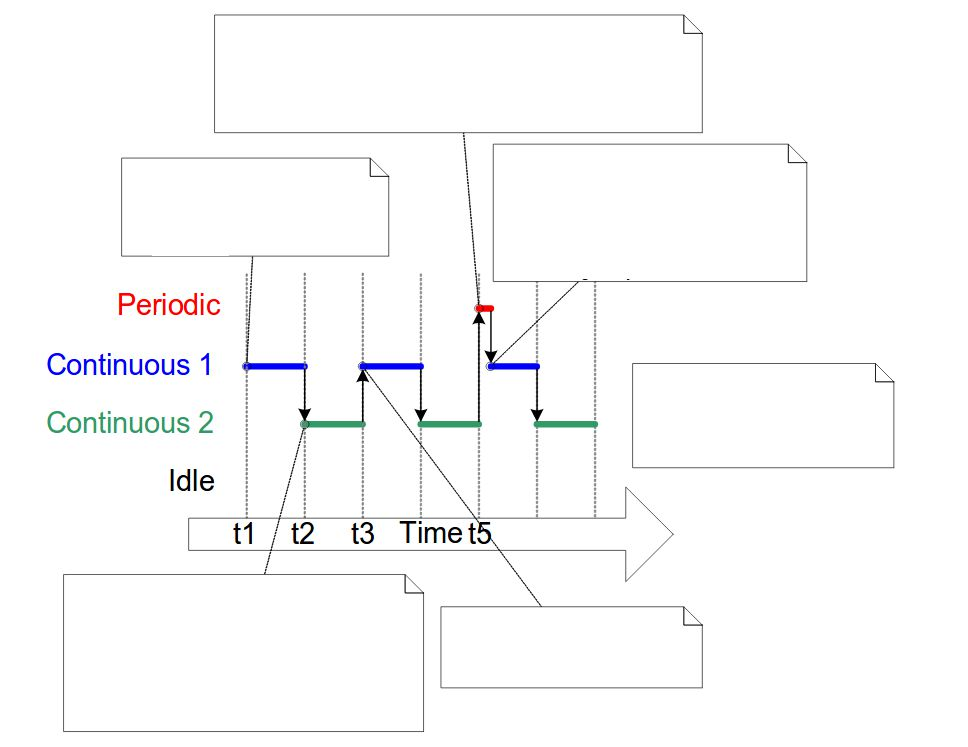 Periodic
Continuous 1
Continuous 2
Idle
t1 t2 t3 Time t5